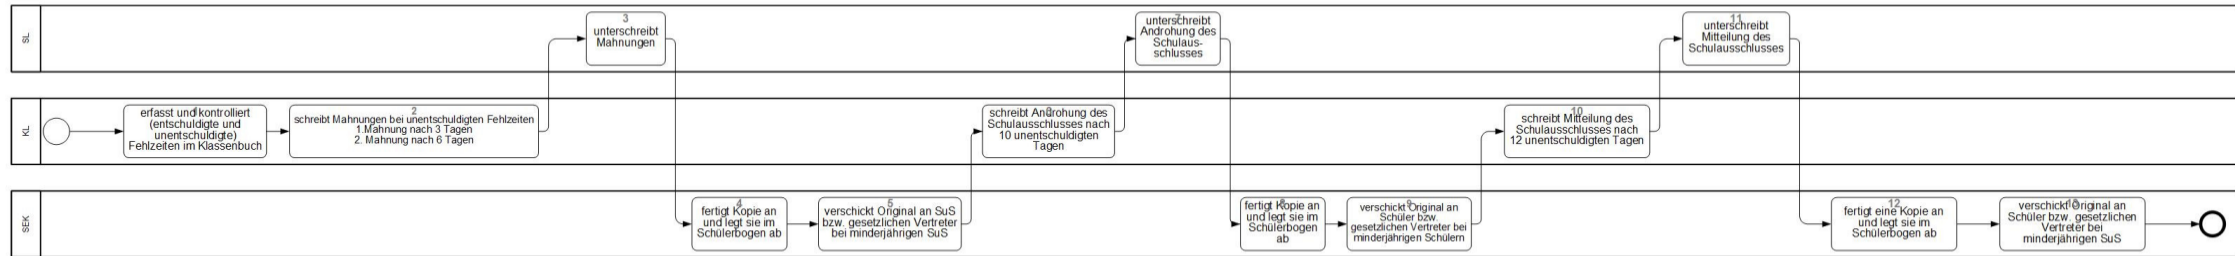 SL
3
unterschreibt
Mahnungen
7
unterschreibt
Androhung des
Schulaus-
schlusses
11
unterschreibt
Mitteilung des
Schulausschlusses
KL
1
erfasst und kontrolliert
(entschuldigte und
unentschuldigte)
Fehlzeiten im Klassenbuch
2
schreibt Mahnungen bei unentschuldigten Fehlzeiten
1.Mahnung nach 3 Tagen
2. Mahnung nach 6 Tagen
6
schreibt Androhung des
Schulausschlusses nach
10 unentschuldigten
Tagen
10
schreibt Mitteilung des
Schulausschlusses nach
12 unentschuldigten Tagen
SEK
4
fertigt Kopie an
und legt sie im
Schülerbogen ab
5
verschickt Original an SuS
bzw. gesetzlichen Vertreter
bei minderjährigen SuS
8
fertigt Kopie an
und legt sie im
Schülerbogen
ab
9
verschickt Original an
Schüler bzw.
gesetzlichen Vertreter bei
minderjährigen Schülern
12
fertigt eine Kopie an
und legt sie im
Schülerbogen ab
13
verschickt Original an
Schüler bzw. gesetzlichen
Vertreter bei
minderjährigen SuS